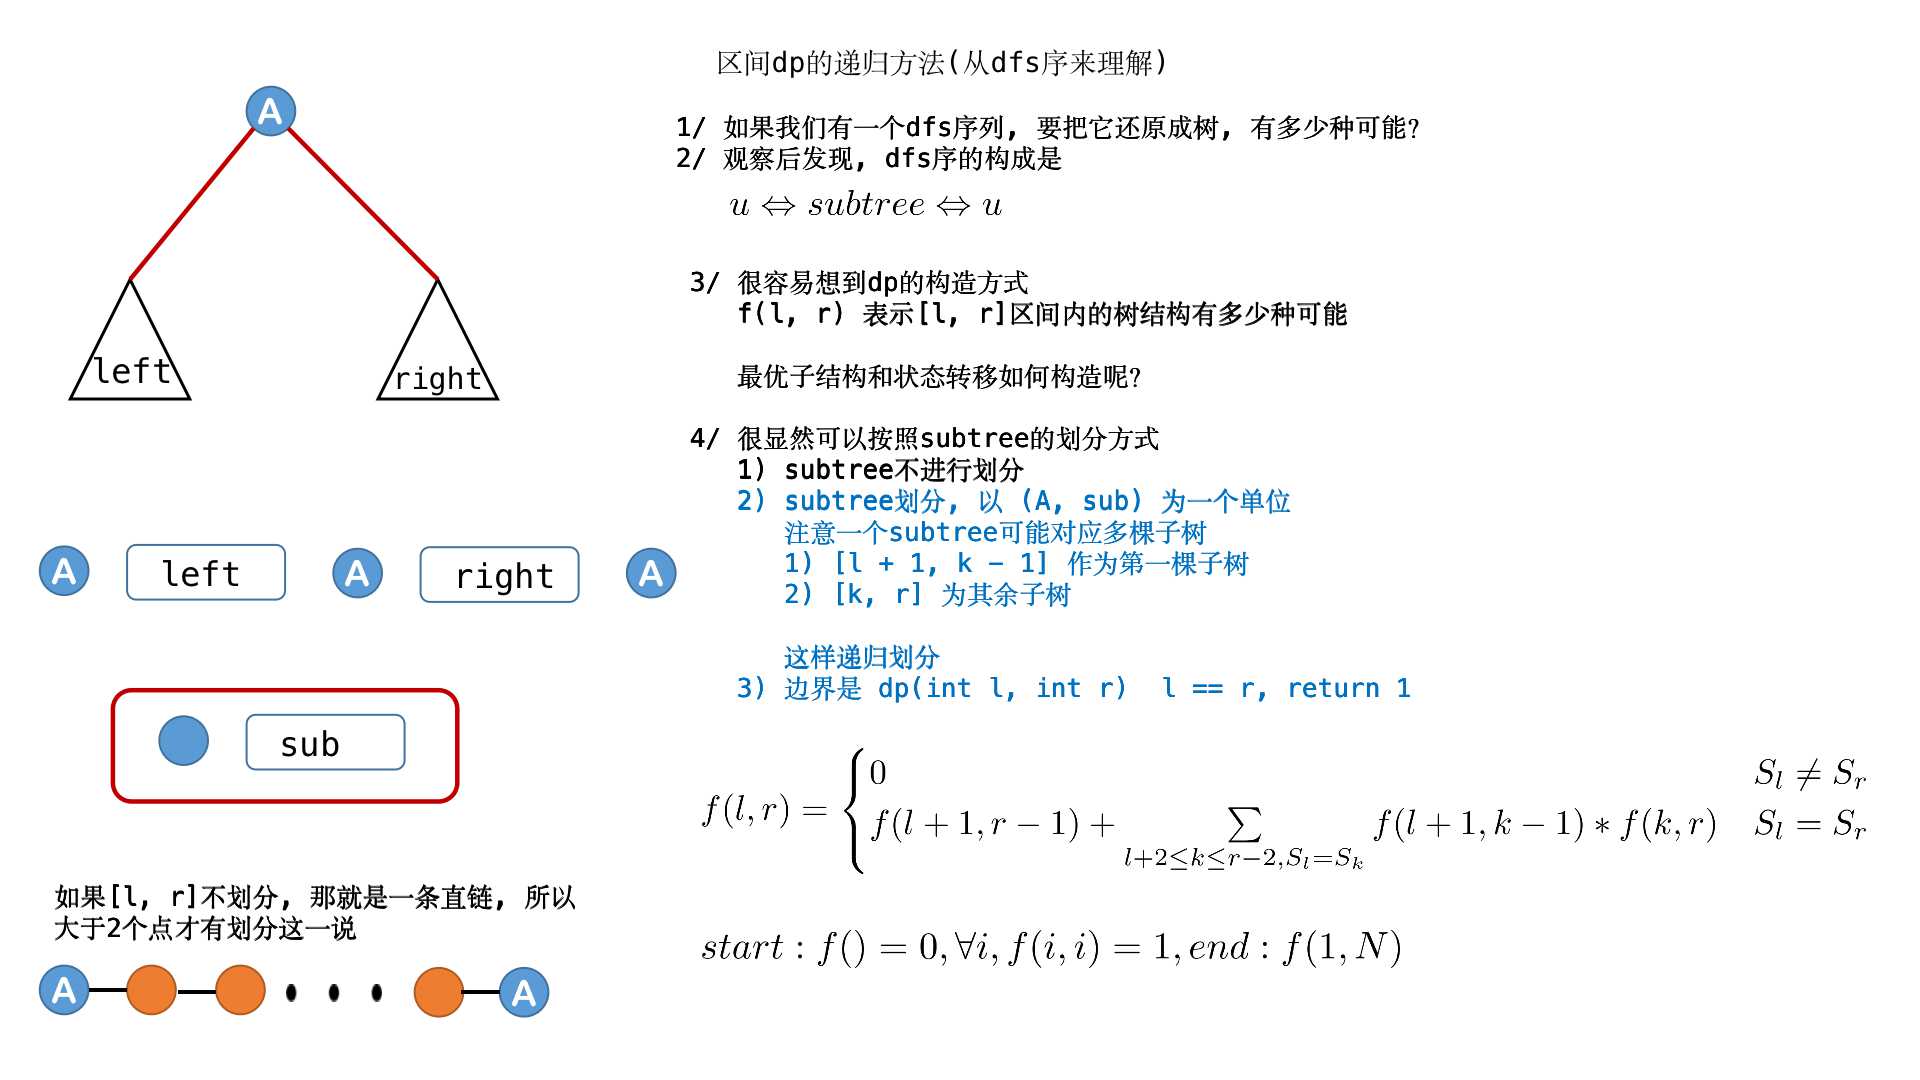 区间dp的递归方法(从dfs序来理解)
A
1/ 如果我们有一个dfs序列, 要把它还原成树, 有多少种可能?
2/ 观察后发现, dfs序的构成是
u ⇔ subtree ⇔ u
left
right
3/ 很容易想到dp的构造方式
f(l, r) 表示[l, r]区间内的树结构有多少种可能
最优子结构和状态转移如何构造呢?
4/ 很显然可以按照subtree的划分方式
1) subtree不进行划分
2) subtree划分, 以 (A, sub) 为一个单位
注意一个subtree可能对应多棵子树
1) [l + 1, k - 1] 作为第一棵子树
2) [k, r] 为其余子树
这样递归划分
3) 边界是 dp(int l, int r)  l == r, return 1
A left A right A
sub
f(l, r) = { 0 S_l ≠ S_r
f(l + 1, r − 1) + ∑_{l+2≤k≤r−2,S_l=S_k} f(l + 1, k − 1) ∗ f(k, r) S_l = S_r
如果[l, r]不划分, 那就是一条直链, 所以
大于2个点才有划分这一说
A A
start : f() = 0, ∀i, f(i, i) = 1, end : f(1, N)